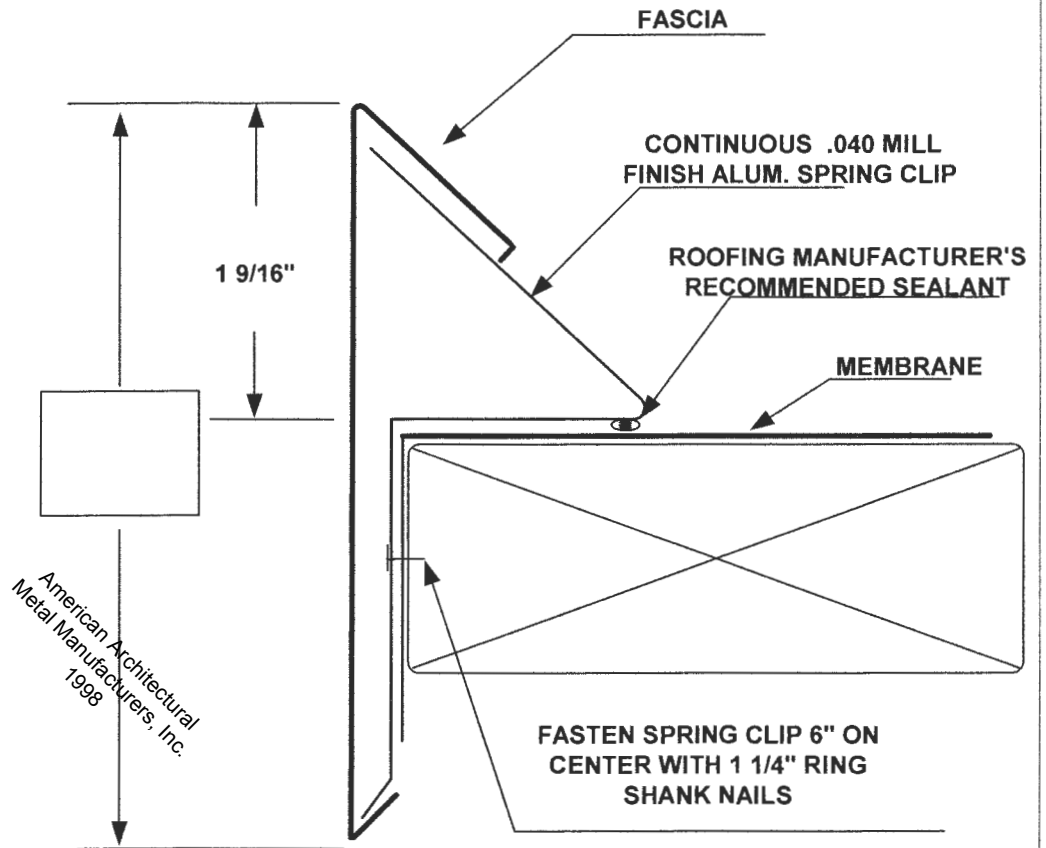 FASCIA
CONTINUOUS .040 MILL
FINISH ALUM. SPRING CLIP
1 9/16"
ROOFING MANUFACTURER'S
RECOMMENDED SEALANT
MEMBRANE
American Architectural
Metal Manufacturers, Inc.
1998
FASTEN SPRING CLIP 6" ON
CENTER WITH 1 1/4" RING
SHANK NAILS